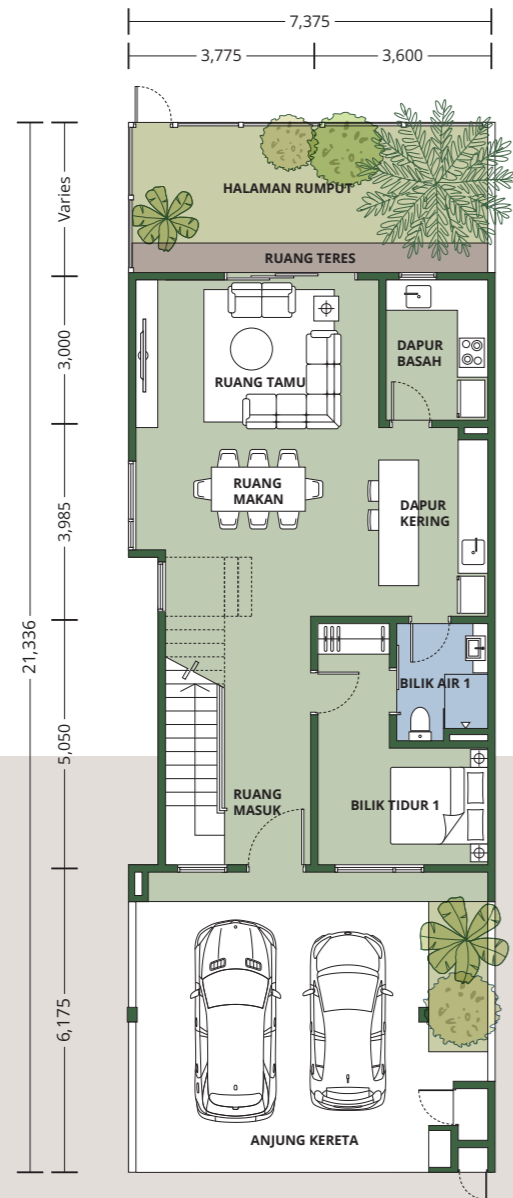 7,375
3,775
3,600
Varies
HALAMAN RUMPUT
RUANG TERES
3,000
DAPUR
BASAH
RUANG TAMU
RUANG
MAKAN
DAPUR
KERING
3,985
21,336
BILIK AIR 1
5,050
RUANG
MASUK
BILIK TIDUR 1
6,175
ANJUNG KERETA